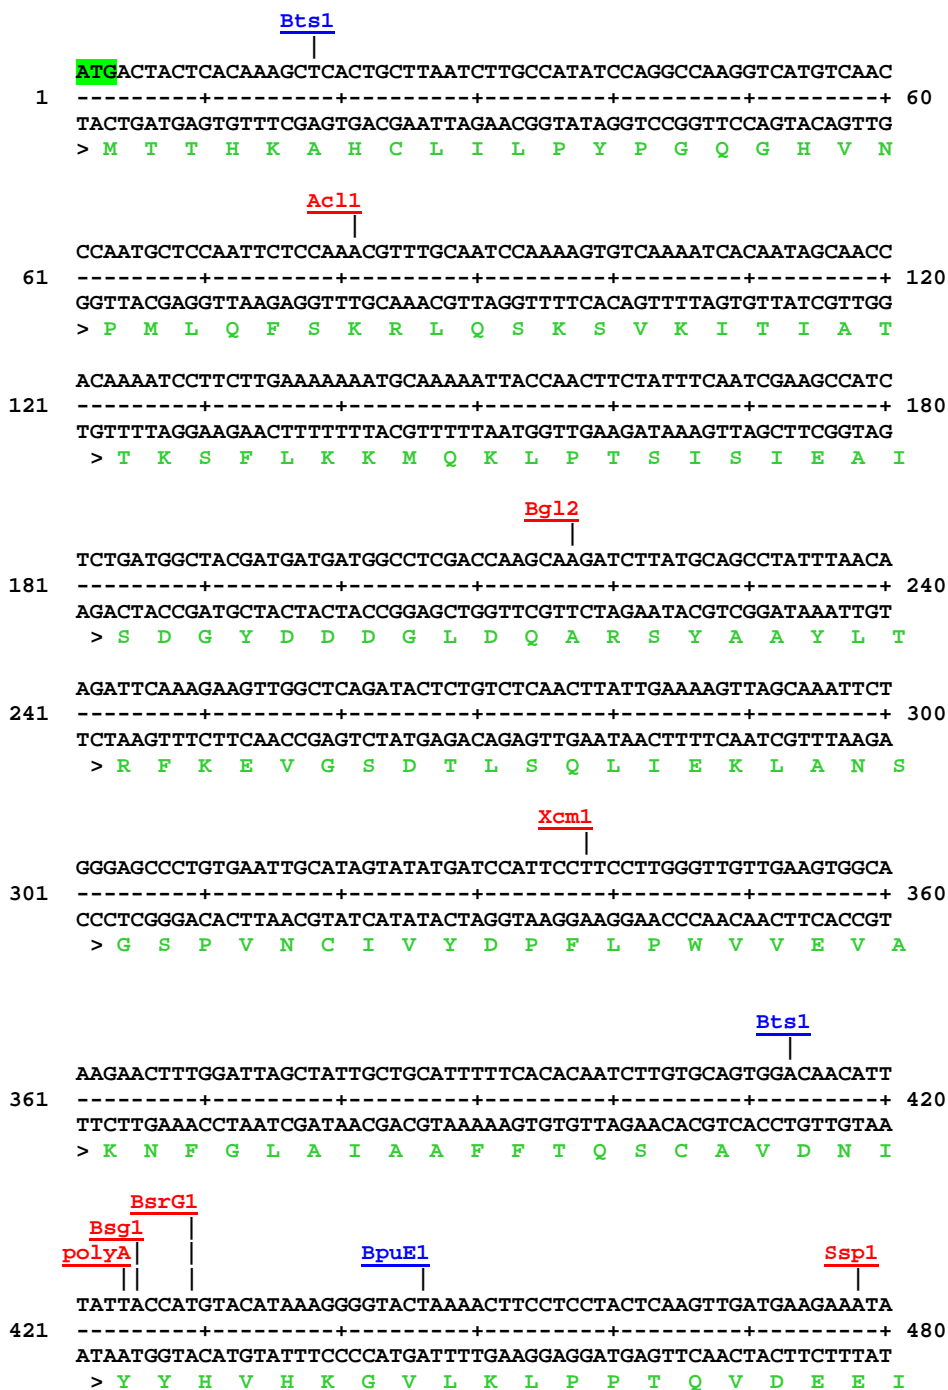 Bts1
|
ATGACTACTCACAAAGCTCACTGCTTAATCTTGCCATATCCAGGCCAAGGTCATGTCAAC
1 ---------+---------+---------+---------+---------+---------+ 60
TACTGATGAGTGTTTCGAGTGACGAATTAGAACGGTATAGGTCCGGTTCCAGTACAGTTG
> M T T H K A H C L I L P Y P G Q G H V N
Acl1
|
CCAATGCTCCAATTCTCCAAACGTTTGCAATCCAAAAGTGTCAAAATCACAATAGCAACC
61 ---------+---------+---------+---------+---------+---------+ 120
GGTTACGAGGTTAAGAGGTTTGCAAACGTTAGGTTTTCACAGTTTTAGTGTTATCGTTGG
> P M L Q F S K R L Q S K S V K I T I A T
ACAAAATCCTTCTTGAAAAAAATGCAAAAATTACCAACTTCTATTTCAATCGAAGCCATC
121 ---------+---------+---------+---------+---------+---------+ 180
TGTTTTAGGAAGAACTTTTTTTACGTTTTTAATGGTTGAAGATAAAGTTAGCTTCGGTAG
> T K S F L K K M Q K L P T S I S I E A I
Bgl2
|
TCTGATGGCTACGATGATGATGGCCTCGACCAAGCAAGATCTTATGCAGCCTATTTAACA
181 ---------+---------+---------+---------+---------+---------+ 240
AGACTACCGATGCTACTACTACCGGAGCTGGTTCGTTCTAGAATACGTCGGATAAATTGT
> S D G Y D D D G L D Q A R S Y A A Y L T
AGATTCAAAGAAGTTGGCTCAGATACTCTGTCTCAACTTATTGAAAAGTTAGCAAATTCT
241 ---------+---------+---------+---------+---------+---------+ 300
TCTAAGTTTCTTCAACCGAGTCTATGAGACAGAGTTGAATAACTTTTCAATCGTTTAAGA
> R F K E V G S D T L S Q L I E K L A N S
Xcm1
|
GGGAGCCCTGTGAATTGCATAGTATATGATCCATTCCTTCCTTGGGTTGTTGAAGTGGCA
301 ---------+---------+---------+---------+---------+---------+ 360
CCCTCGGGACACTTAACGTATCATATACTAGGTAAGGAAGGAACCCAACAACTTCACCGT
> G S P V N C I V Y D P F L P W V V E V A
Bts1
|
AAGAACTTTGGATTAGCTATTGCTGCATTTTTCACACAATCTTGTGCAGTGGACAACATT
361 ---------+---------+---------+---------+---------+---------+ 420
TTCTTGAAACCTAATCGATAACGACGTAAAAAGTGTGTTAGAACACGTCACCTGTTGTAA
> K N F G L A I A A F F T Q S C A V D N I
BsrG1
Bsg1 |
polyA| | BpuE1 Ssp1
|| | | |
TATTACCATGTACATAAAGGGGTACTAAAACTTCCTCCTACTCAAGTTGATGAAGAAATA
421 ---------+---------+---------+---------+---------+---------+ 480
ATAATGGTACATGTATTTCCCCATGATTTTGAAGGAGGATGAGTTCAACTACTTCTTTAT
> Y Y H V H K G V L K L P P T Q V D E E I